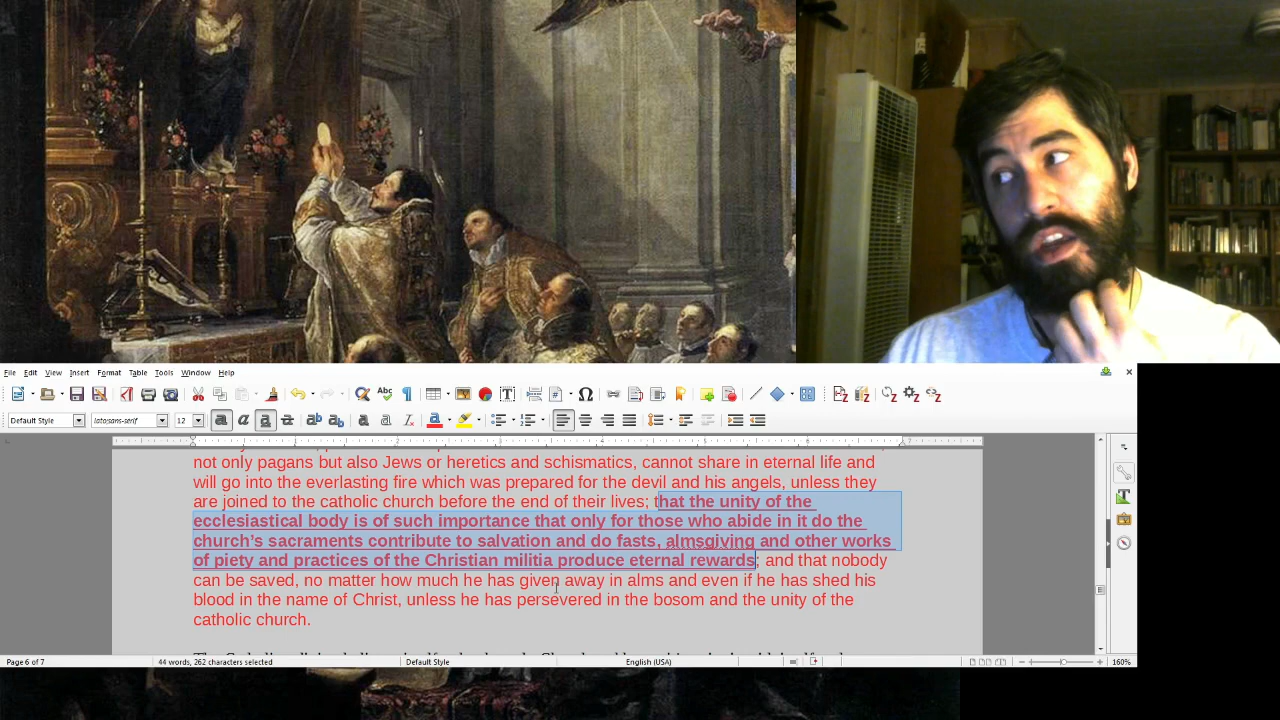 File Edit View Insert Format Table Tools Window Help
Default Style
12
not only pagans but also Jews or heretics and schismatics, cannot share in eternal life and
will go into the everlasting fire which was prepared for the devil and his angels, unless they
are joined to the catholic church before the end of their lives; that the unity of the
ecclesiastical body is of such importance that only for those who abide in it do the
church's sacraments contribute to salvation and do fasts, almsgiving and other works
of piety and practices of the Christian militia produce eternal rewards; and that nobody
can be saved, no matter how much he has given away in alms and even if he has shed his
blood in the name of Christ, unless he has persevered in the bosom and the unity of the
catholic church.
Page 6 of 7 44 words, 262 characters selected Default Style English (USA) 160%